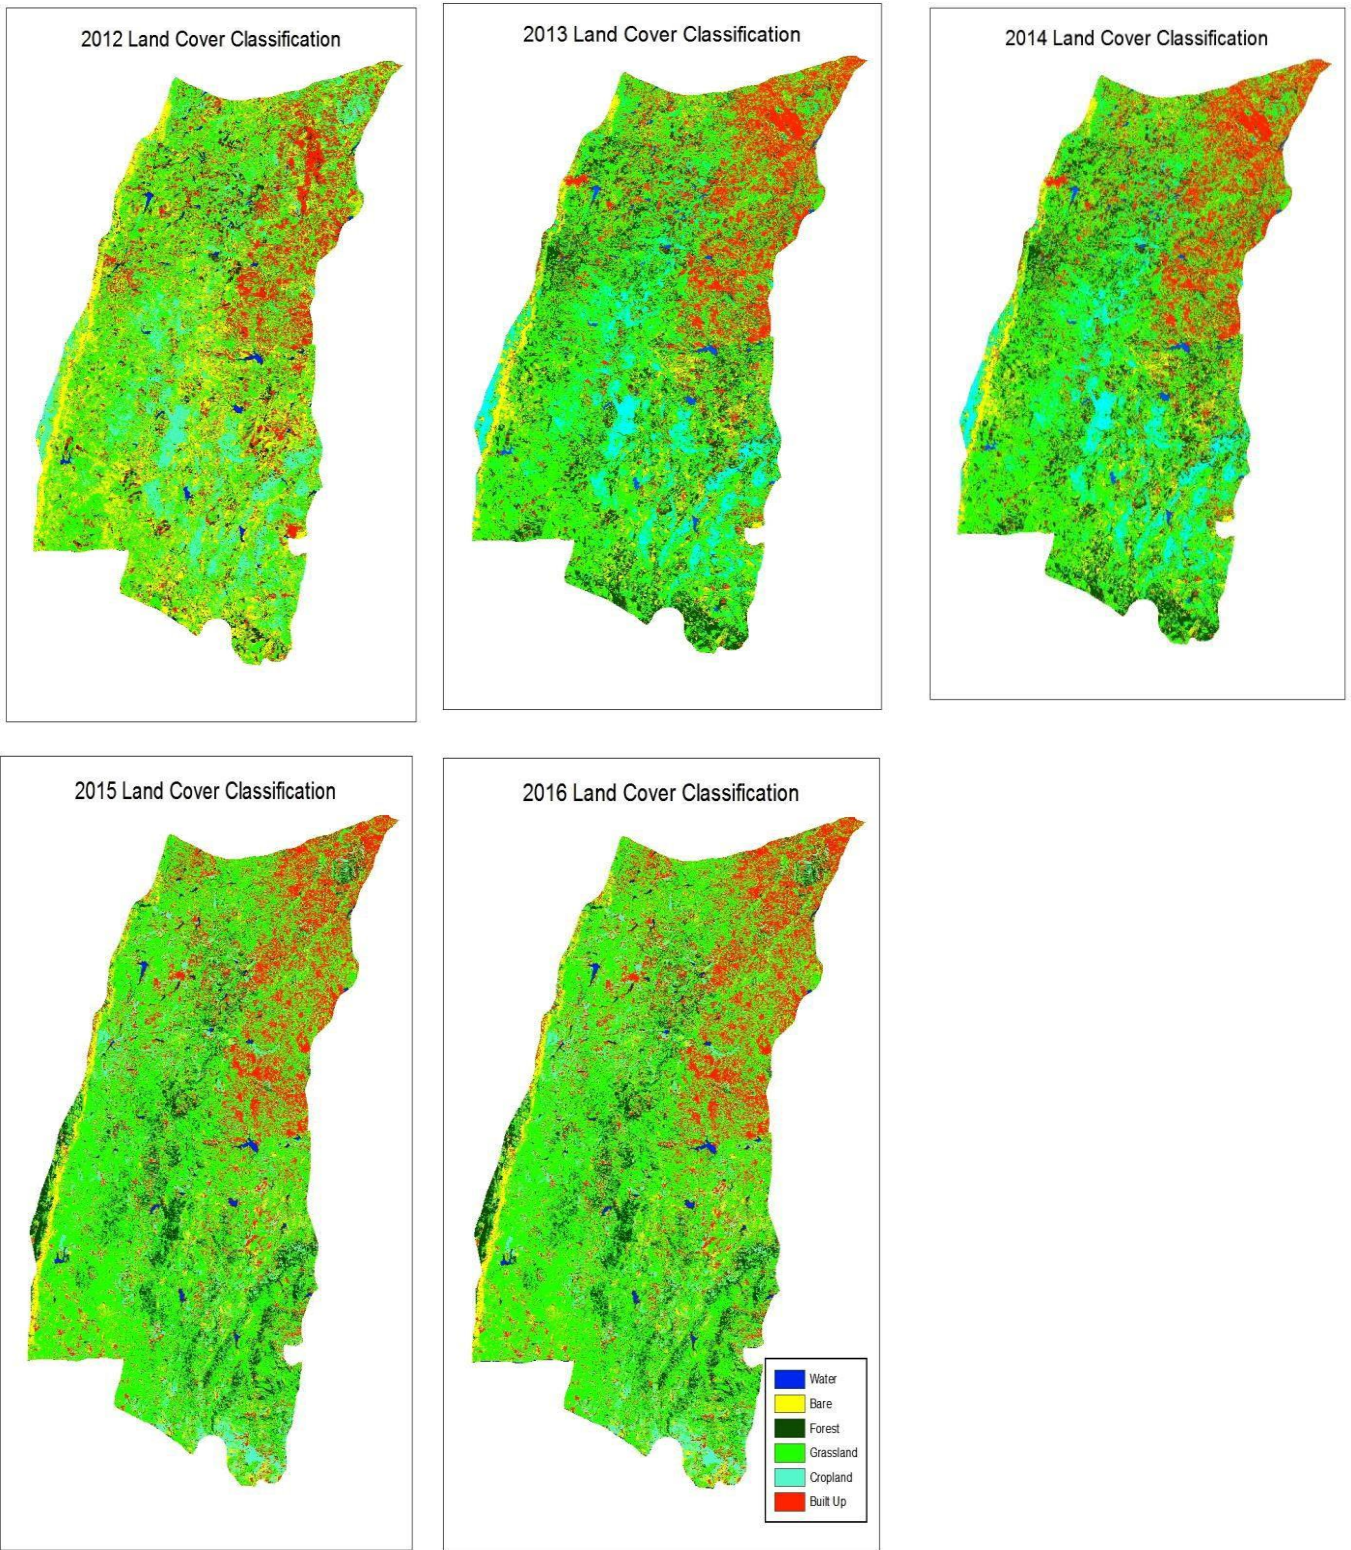 2012 Land Cover Classification
2013 Land Cover Classification
2014 Land Cover Classification
2015 Land Cover Classification
2016 Land Cover Classification
Water
Bare
Forest
Grassland
Cropland
Built Up